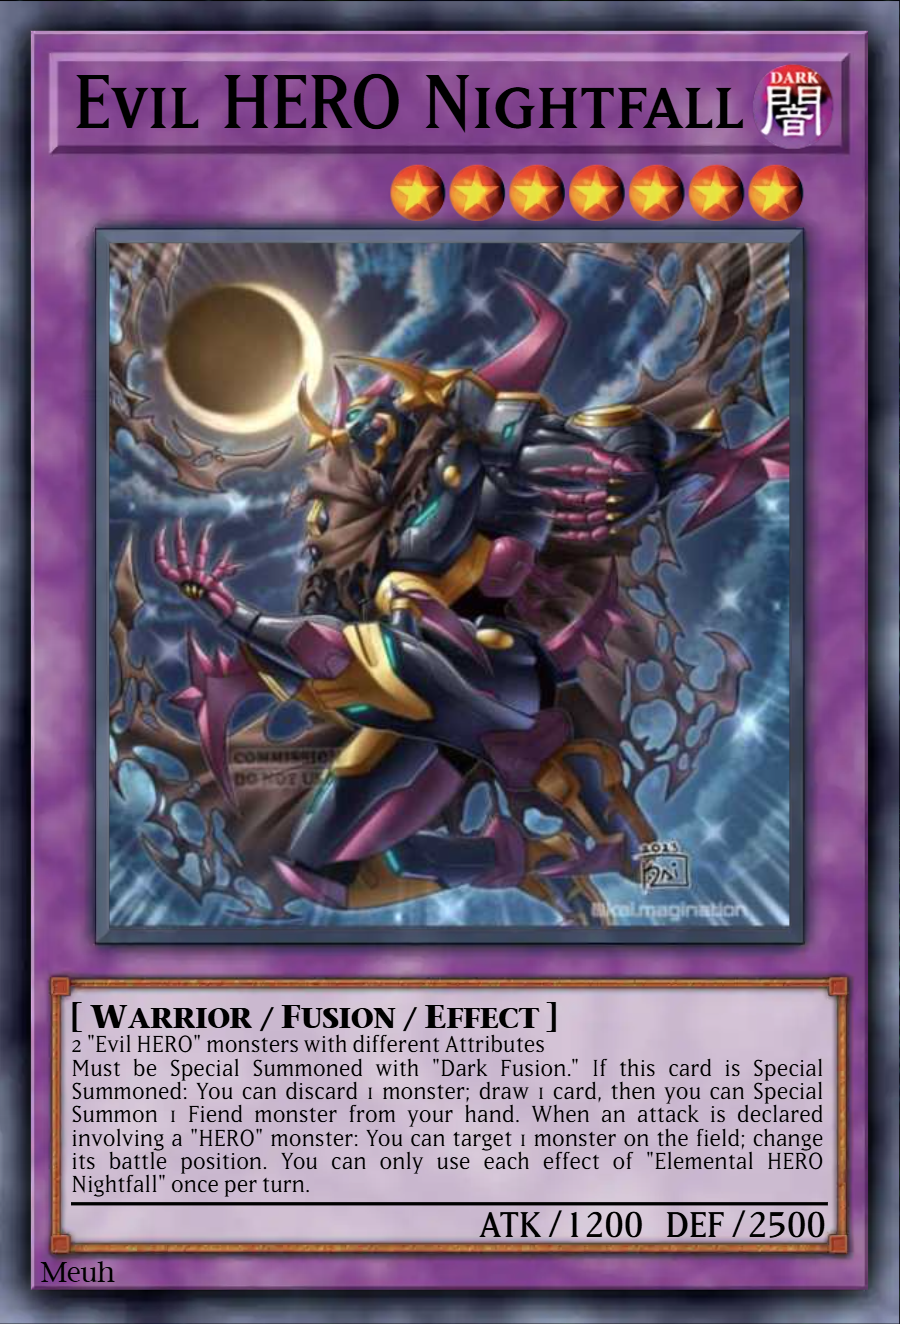 Evil HERO Nightfall
DARK
闇
COMMISSIO
DO NOT US
2023
Kai
@kai.magination
[ Warrior / Fusion / Effect ]
2 "Evil HERO" monsters with different Attributes
Must be Special Summoned with "Dark Fusion." If this card is Special
Summoned: You can discard 1 monster; draw 1 card, then you can Special
Summon 1 Fiend monster from your hand. When an attack is declared
involving a "HERO" monster: You can target 1 monster on the field; change
its battle position. You can only use each effect of "Elemental HERO
Nightfall" once per turn.
ATK/1200 DEF/2500
Meuh